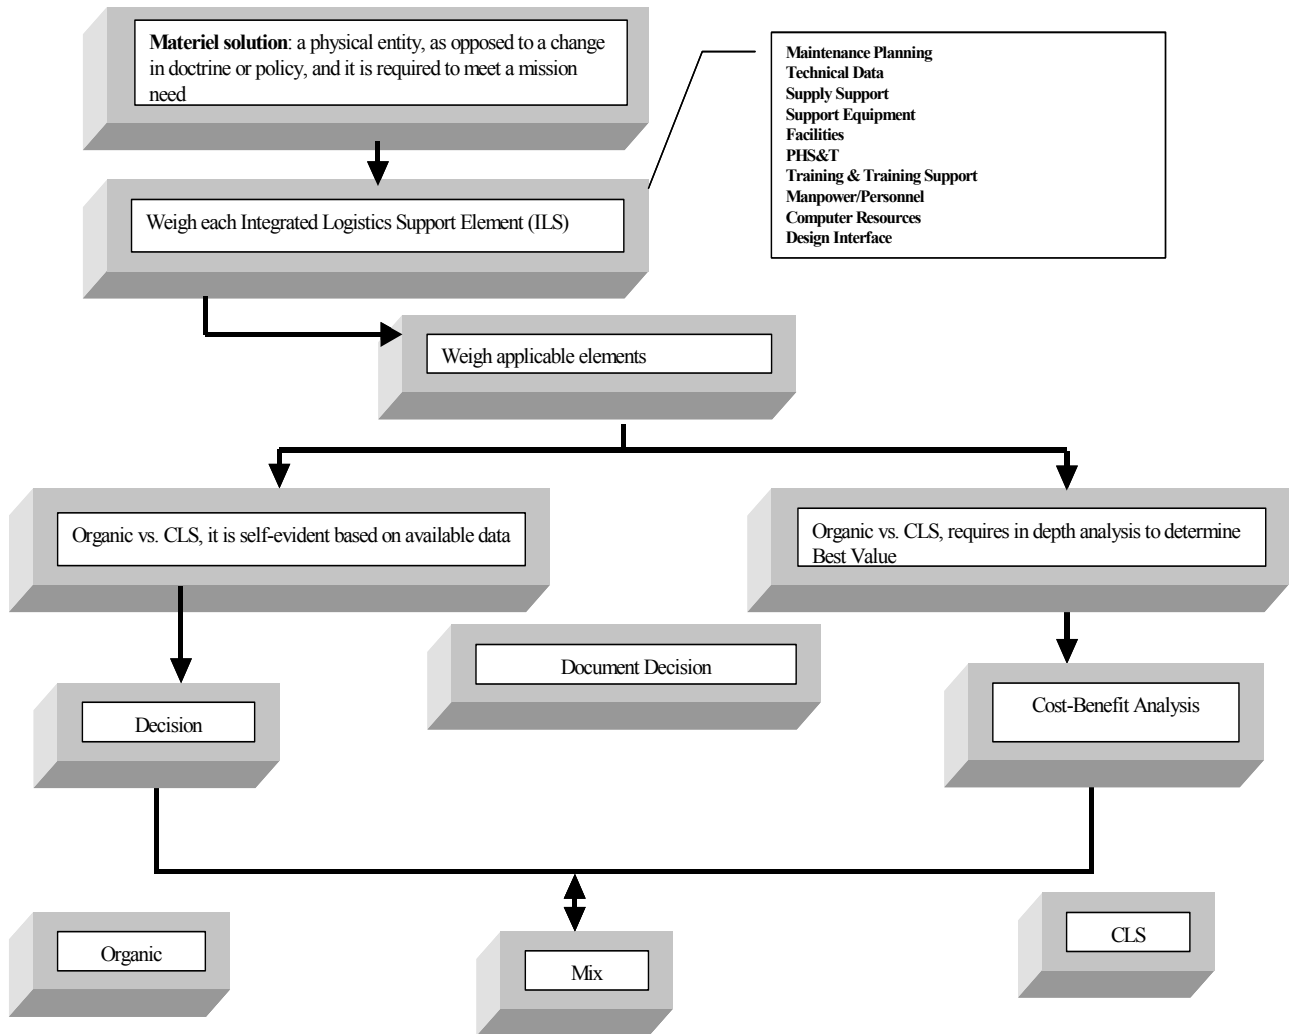 Materiel solution: a physical entity, as opposed to a change
in doctrine or policy, and it is required to meet a mission
need
Maintenance Planning
Technical Data
Supply Support
Support Equipment
Facilities
PHS&T
Training & Training Support
Manpower/Personnel
Computer Resources
Design Interface
Weigh each Integrated Logistics Support Element (ILS)
Weigh applicable elements
Organic vs. CLS, it is self-evident based on available data
Organic vs. CLS, requires in depth analysis to determine
Best Value
Document Decision
Decision
Cost-Benefit Analysis
Organic
Mix
CLS